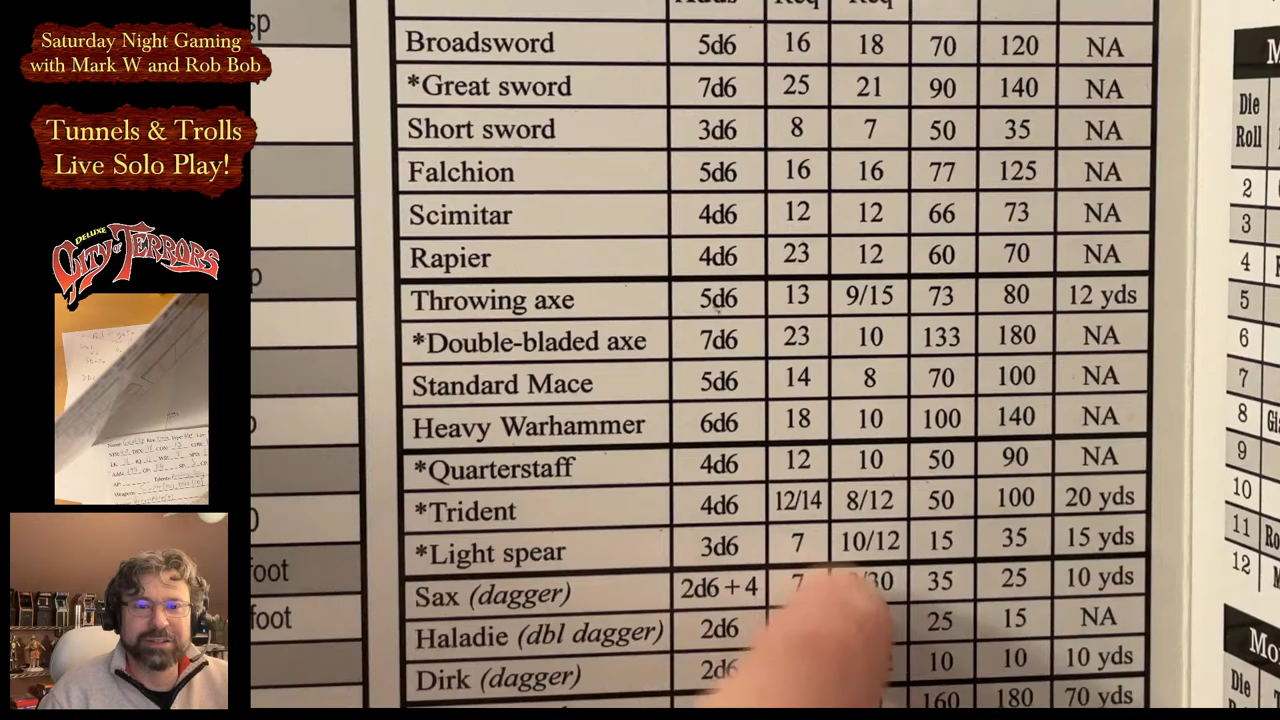 Saturday Night Gaming
with Mark W and Rob Bob
Tunnels & Trolls
Live Solo Play!
DELUXE
CITY OF TERRORS
Broadsword 5d6 16 18 70 120 NA
*Great sword 7d6 25 21 90 140 NA
Short sword 3d6 8 7 50 35 NA
Falchion 5d6 16 16 77 125 NA
Scimitar 4d6 12 12 66 73 NA
Rapier 4d6 23 12 60 70 NA
Throwing axe 5d6 13 9/15 73 80 12 yds
*Double-bladed axe 7d6 23 10 133 180 NA
Standard Mace 5d6 14 8 70 100 NA
Heavy Warhammer 6d6 18 10 100 140 NA
*Quarterstaff 4d6 12 10 50 90 NA
*Trident 4d6 12/14 8/12 50 100 20 yds
*Light spear 3d6 7 10/12 15 35 15 yds
Sax (dagger) 2d6 + 4 7 35 25 10 yds
Haladie (dbl dagger) 2d6 25 15 NA
Dirk (dagger) 10 10 10 yds
160 180 70 yds
foot
foot
Die
Roll
2
3
4
5
6
7
8
9
10
11
12
Die